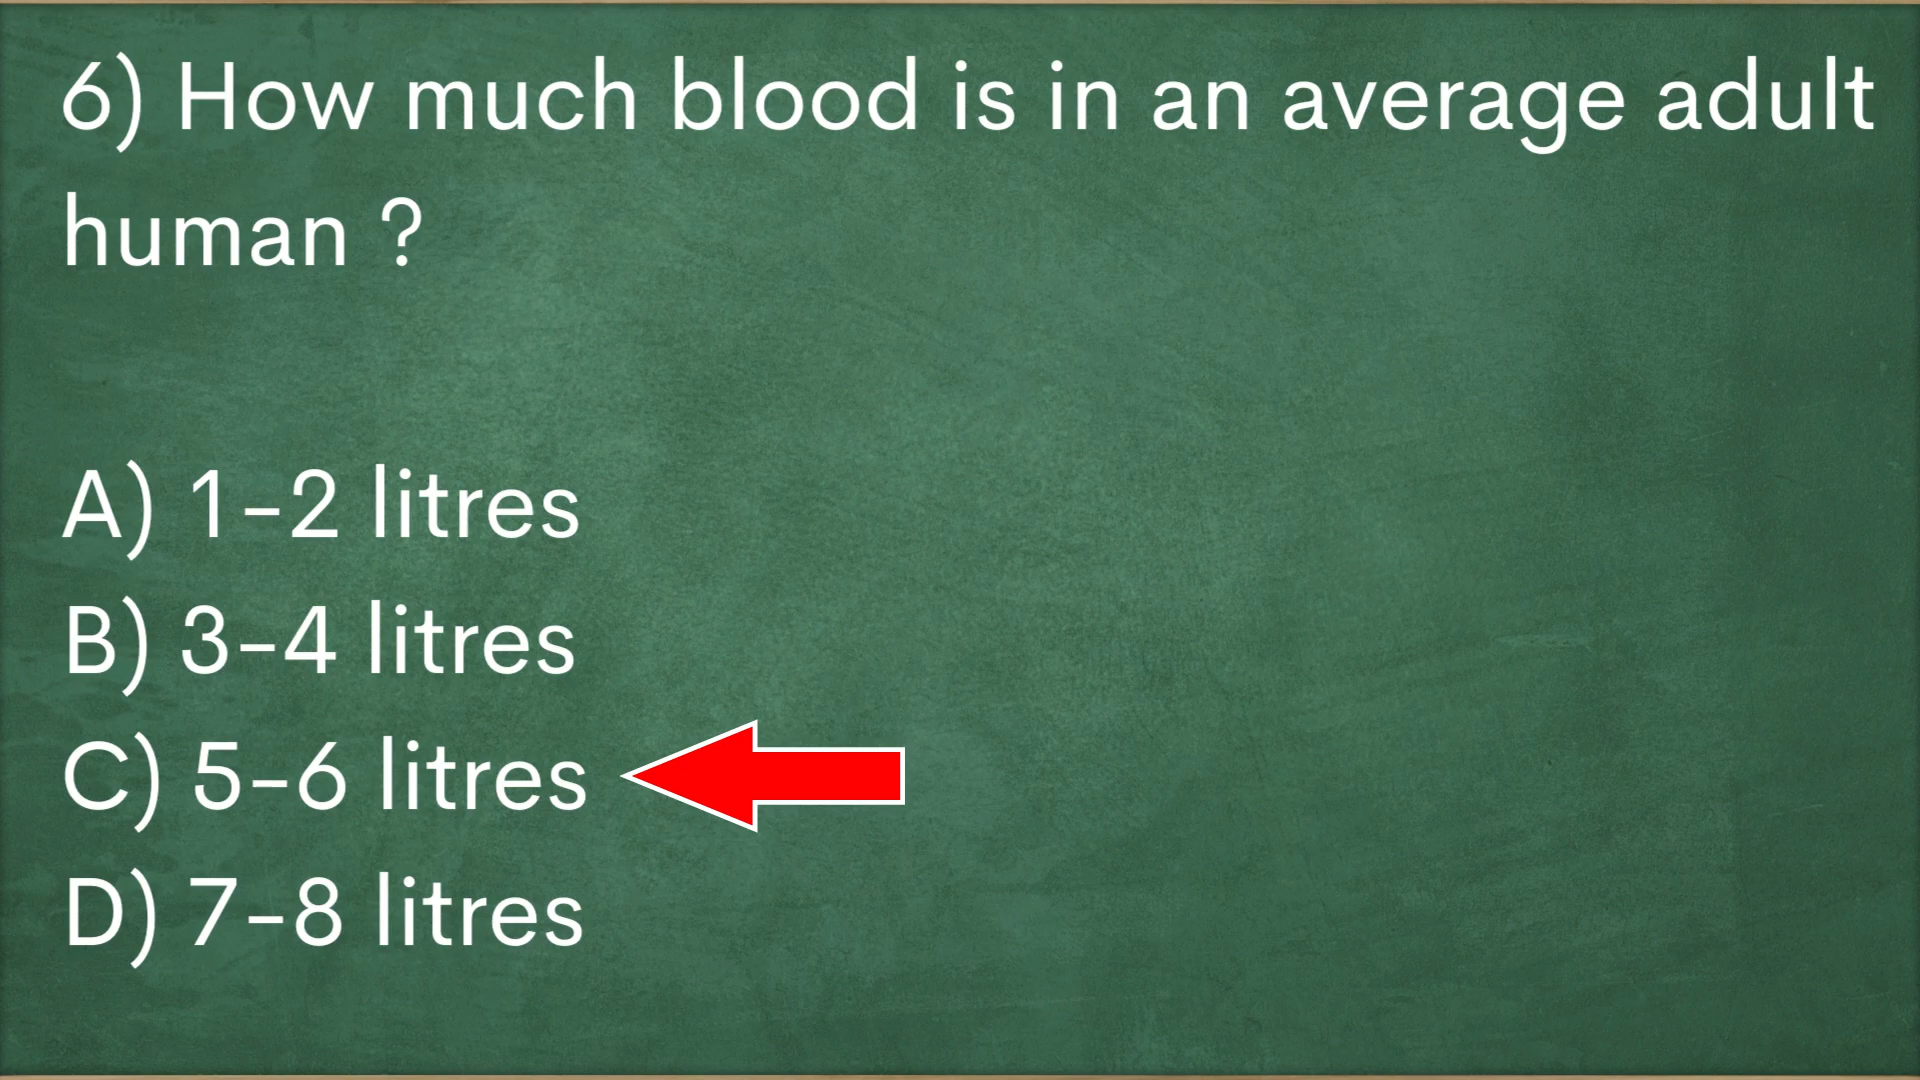 6) How much blood is in an average adult
human ?
A) 1-2 litres
B) 3-4 litres
C) 5-6 litres
D) 7-8 litres